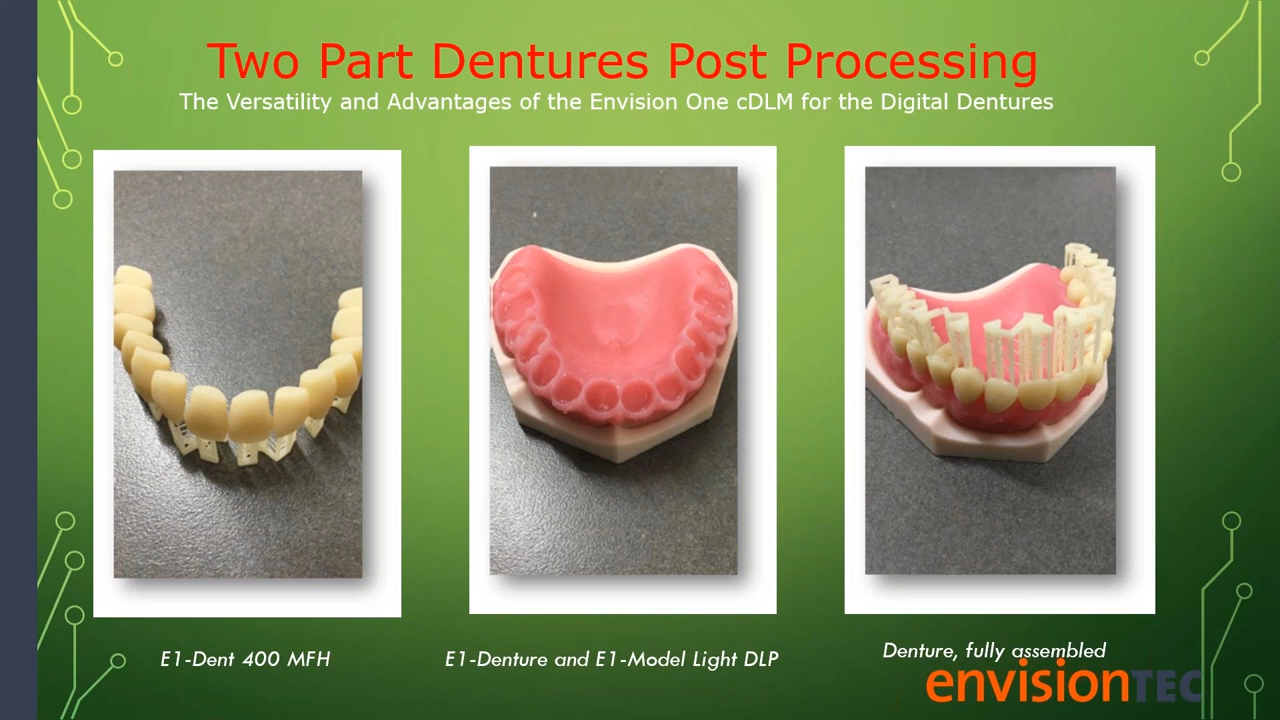 Two Part Dentures Post Processing
The Versatility and Advantages of the Envision One cDLM for the Digital Dentures
E1-Dent 400 MFH
E1-Denture and E1-Model Light DLP
Denture, fully assembled
envisionTEC